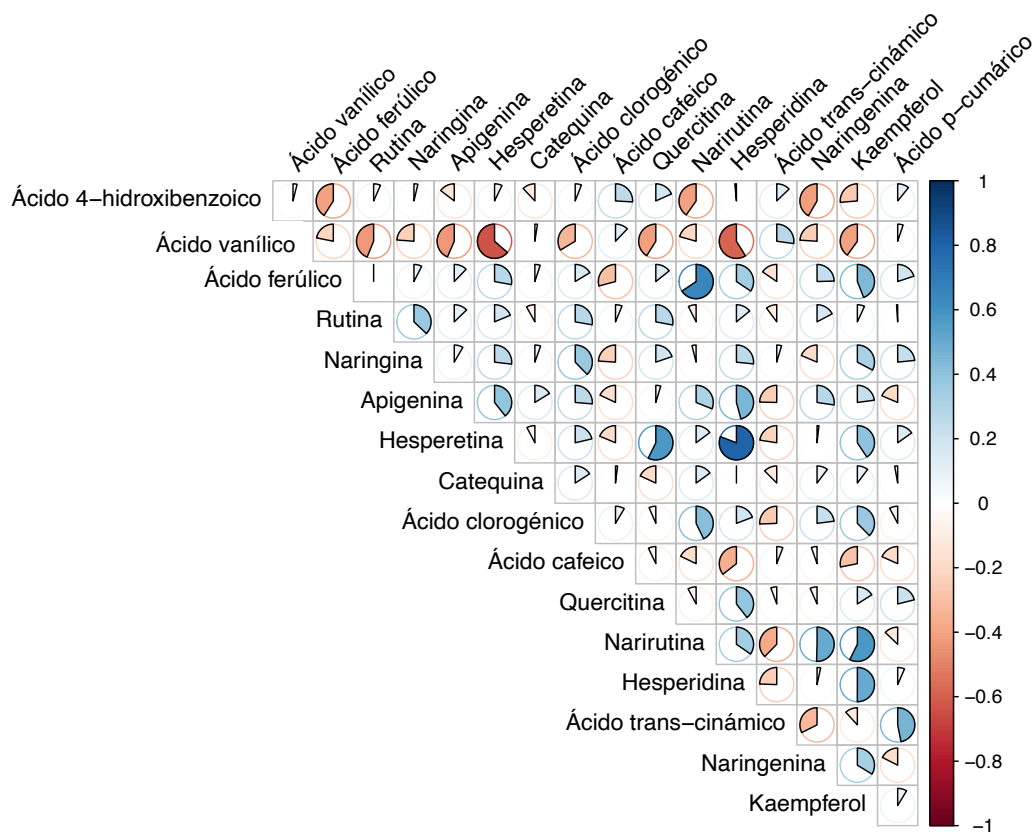 Ácido vanílico
Ácido ferúlico
Rutina
Naringina
Apigenina
Hesperetina
Catequina
Ácido clorogénico
Ácido cafeico
Quercitina
Narirutina
Hesperidina
Ácido trans−cinámico
Naringenina
Kaempferol
Ácido p−cumárico
Ácido 4−hidroxibenzoico
Ácido vanílico
Ácido ferúlico
Rutina
Naringina
Apigenina
Hesperetina
Catequina
Ácido clorogénico
Ácido cafeico
Quercitina
Narirutina
Hesperidina
Ácido trans−cinámico
Naringenina
Kaempferol
1
0.8
0.6
0.4
0.2
0
−0.2
−0.4
−0.6
−0.8
−1